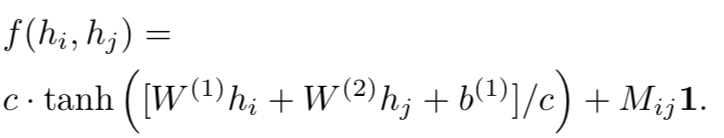 f(h_i, h_j) =
c · tanh ([W^{(1)}h_i + W^{(2)}h_j + b^{(1)}]/c) + M_{ij}1.